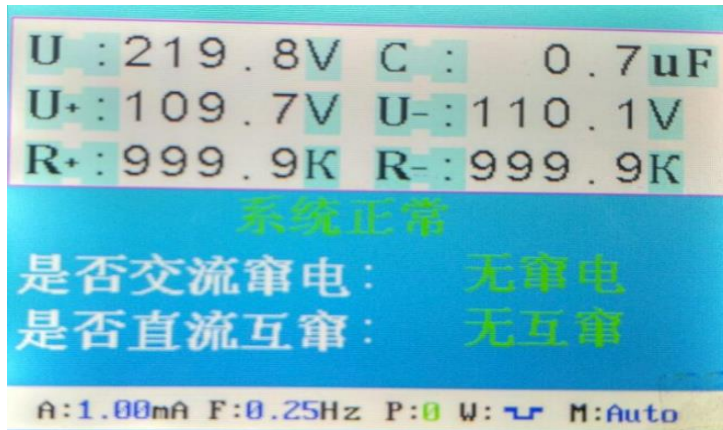 U :219.8V C : 0.7uF
U+:109.7V U-:110.1V
R+:999.9K R-:999.9K
系统正常
是否交流窜电: 无窜电
是否直流互窜: 无互窜
A:1.00mA F:0.25Hz P:0 W: M:Auto